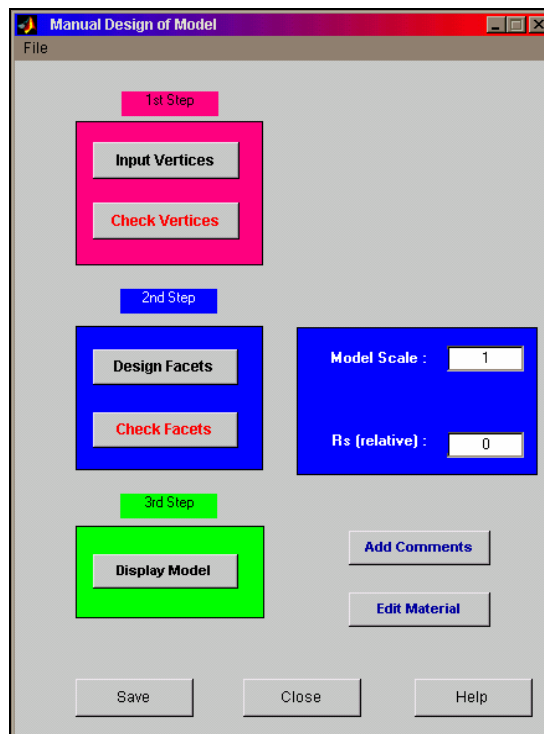 Manual Design of Model
File
1st Step
Input Vertices
Check Vertices
2nd Step
Design Facets
Check Facets
Model Scale : 1
Rs (relative) : 0
3rd Step
Display Model
Add Comments
Edit Material
Save Close Help